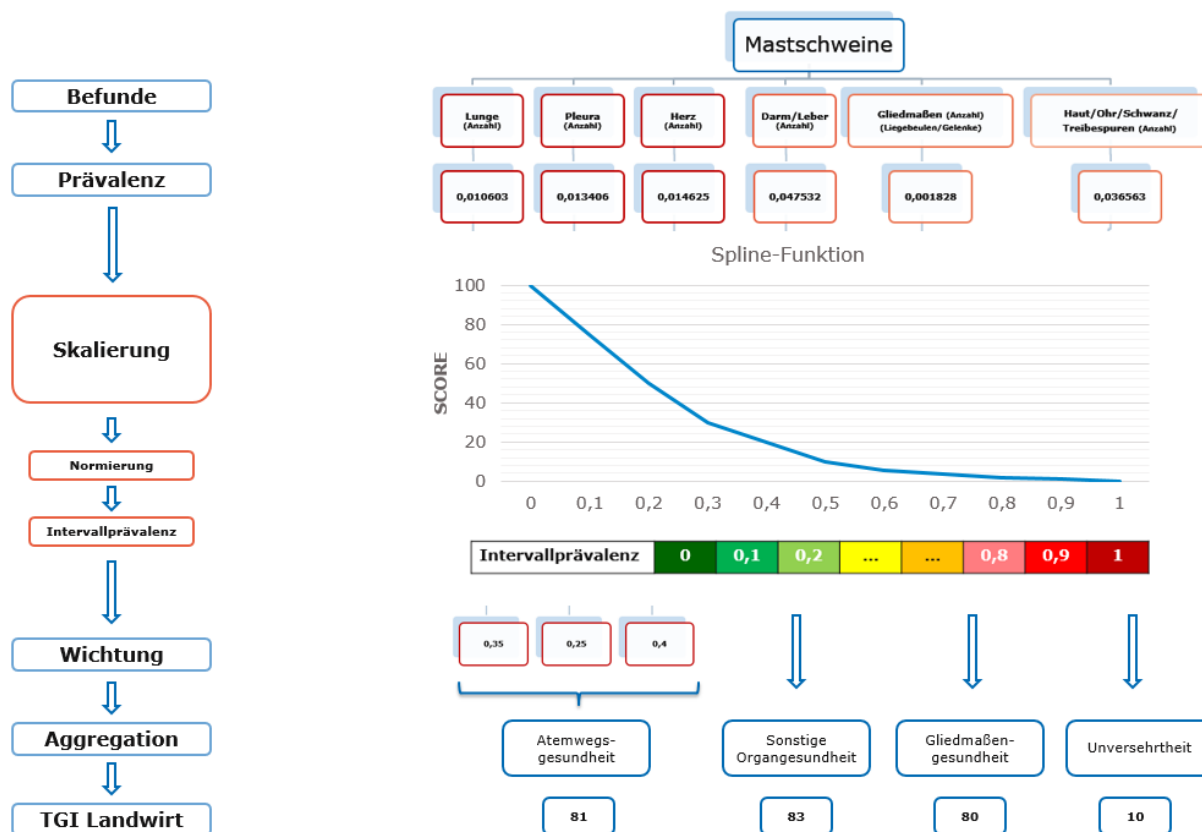 Mastschweine
Befunde
Prävalenz
Skalierung
Normierung
Intervallprävalenz
Wichtung
Aggregation
TGI Landwirt
Lunge
(Anzahl)
Pleura
(Anzahl)
Herz
(Anzahl)
Darm/Leber
(Anzahl)
Gliedmaßen (Anzahl)
(Liegebeulen/Gelenke)
Haut/Ohr/Schwanz/
Treibespuren (Anzahl)
0,010603 0,013406 0,014625 0,047532 0,001828 0,036563
Spline-Funktion
SCORE
100
80
60
40
20
0
0 0,1 0,2 0,3 0,4 0,5 0,6 0,7 0,8 0,9 1
Intervallprävalenz 0 0,1 0,2 ... ... 0,8 0,9 1
0,35 0,25 0,4
Atemwegs-
gesundheit
Sonstige
Organgesundheit
Gliedmaßen-
gesundheit
Unversehrtheit
81 83 80 10